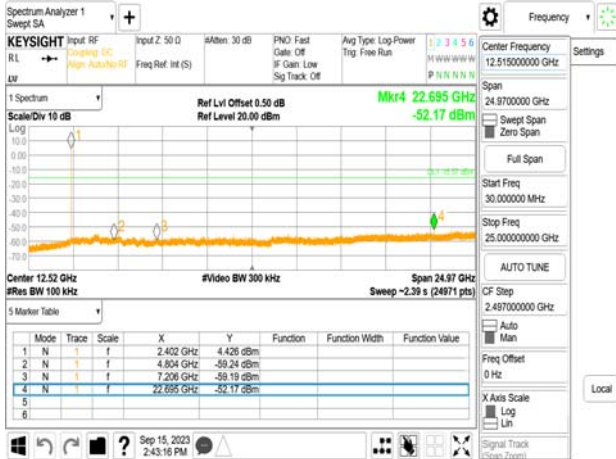 Spectrum Analyzer 1
Swept SA
+
Frequency
KEYSIGHT
RL
Input: RF
Coupling: DC
Align: Auto/No RF
Input Z: 50 Ω
Freq Ref: Int (S)
#Atten: 30 dB
PNO: Fast
Gate: Off
IF Gain: Low
Sig Track: Off
Avg Type: Log-Power
Trig: Free Run
1 2 3 4 5 6
M W W W W W
P N N N N N
1 Spectrum
Scale/Div 10 dB
Ref Lvl Offset 0.50 dB
Ref Level 20.00 dBm
Mkr4 22.695 GHz
-52.17 dBm
Log
10.0
0.00
-10.0
-20.0
-30.0
-40.0
-50.0
-60.0
-70.0
1
2
3
4
Center 12.52 GHz
#Res BW 100 kHz
#Video BW 300 kHz
Span 24.97 GHz
Sweep ~2.39 s (24971 pts)
5 Marker Table
Mode Trace Scale X Y Function Function Width Function Value
1 N 1 f 2.402 GHz 4.426 dBm
2 N 1 f 4.804 GHz -59.24 dBm
3 N 1 f 7.206 GHz -59.19 dBm
4 N 1 f 22.695 GHz -52.17 dBm
5
6
Sep 15, 2023
2:43:16 PM
Center Frequency
12.515000000 GHz
Settings
Span
24.9700000 GHz
Swept Span
Zero Span
Full Span
Start Freq
30.000000 MHz
Stop Freq
25.000000000 GHz
AUTO TUNE
CF Step
2.497000000 GHz
Auto
Man
Freq Offset
0 Hz
X Axis Scale
Log
Lin
Local
Signal Track
(Span Zoom)